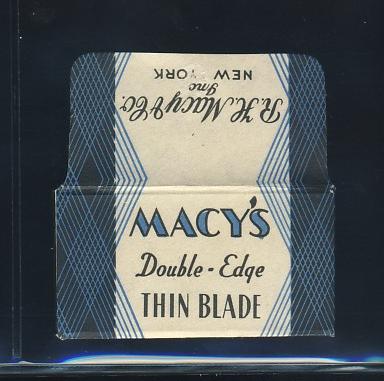 R.H. Macy & Co.
Inc
NEW YORK
MACY'S
Double-Edge
THIN BLADE